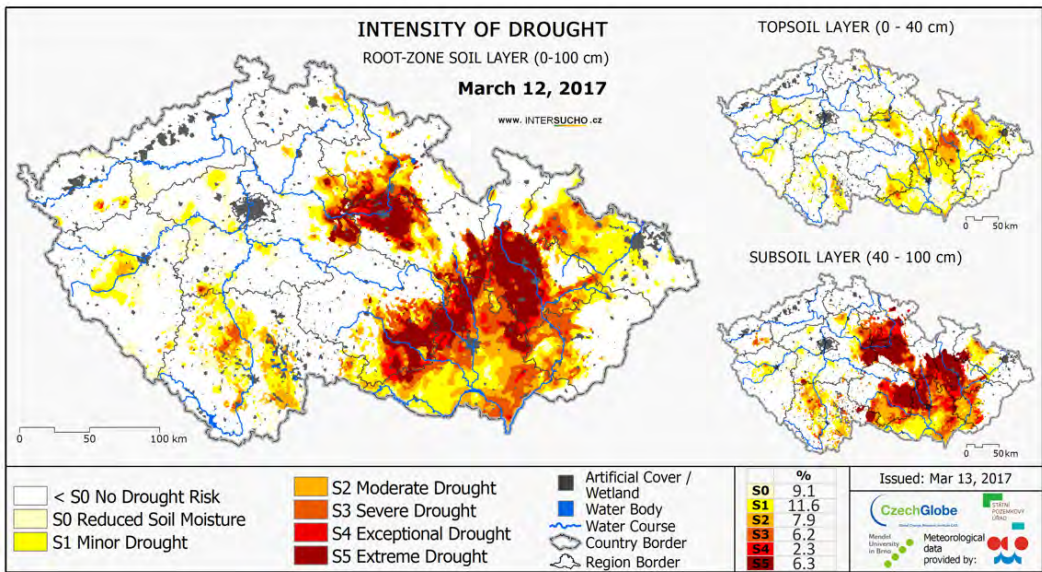 INTENSITY OF DROUGHT
ROOT-ZONE SOIL LAYER (0-100 cm)
March 12, 2017
www. INTERSUCHO .cz
0 50 100 km
TOPSOIL LAYER (0 - 40 cm)
0 50 km
SUBSOIL LAYER (40 - 100 cm)
0 50 km
< S0 No Drought Risk
S0 Reduced Soil Moisture
S1 Minor Drought
S2 Moderate Drought
S3 Severe Drought
S4 Exceptional Drought
S5 Extreme Drought
Artificial Cover /
Wetland
Water Body
Water Course
Country Border
Region Border
%
S0 9.1
S1 11.6
S2 7.9
S3 6.2
S4 2.3
S5 6.3
Issued: Mar 13, 2017
CzechGlobe
STÁTNÍ
POZEMKOVÝ
ÚŘAD
Mendel
University
in Brno
Meteorological
data
provided by: